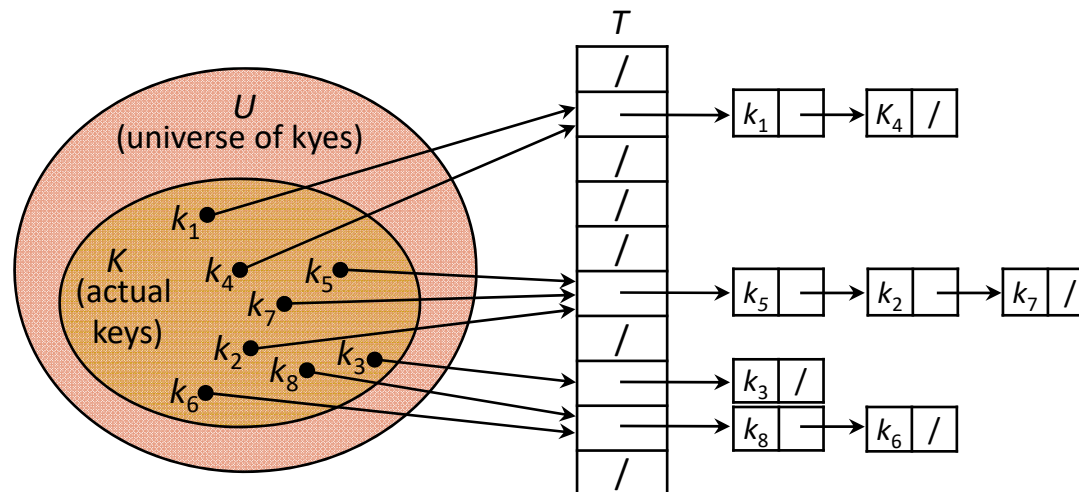 T
/
U
(universe of kyes)
k₁ K₄ /
/
/
k₁
K
(actual
keys)
k₄ k₅
/
k₇
k₅ k₂ k₇ /
k₂ k₈ k₃
/
k₆
k₃ /
k₈ k₆ /
/